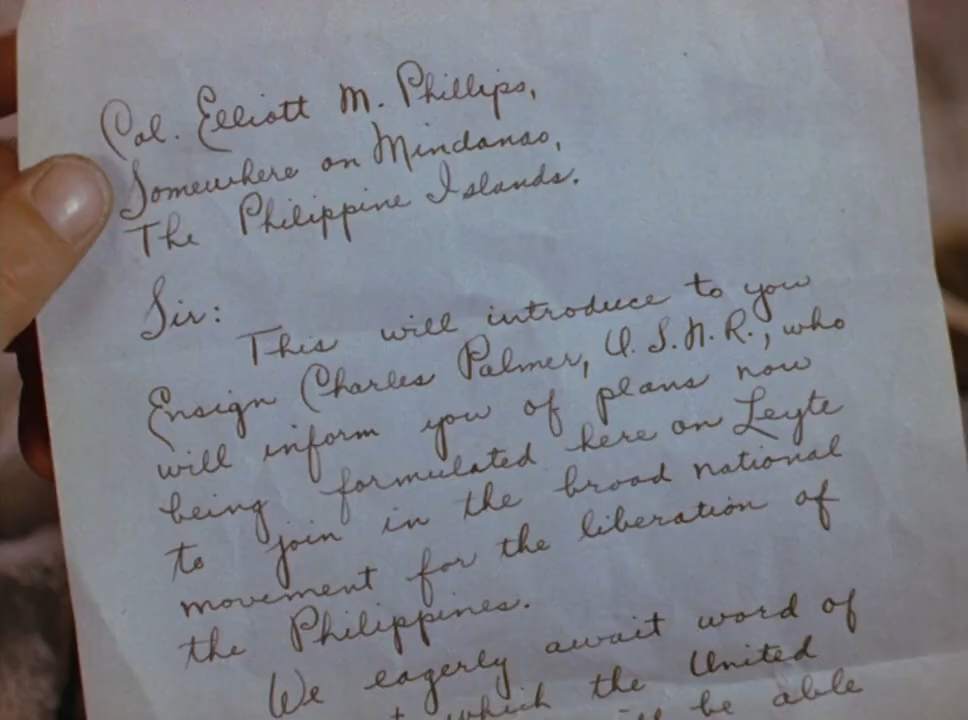 Col. Elliott M. Phillips,
Somewhere on Mindanao,
The Philippine Islands.
Sir:
This will introduce to you
Ensign Charles Palmer, U.S.N.R., who
will inform you of plans now
being formulated here on Leyte
to join in the broad national
movement for the liberation of
the Philippines.
We eagerly await word of
which the United
be able